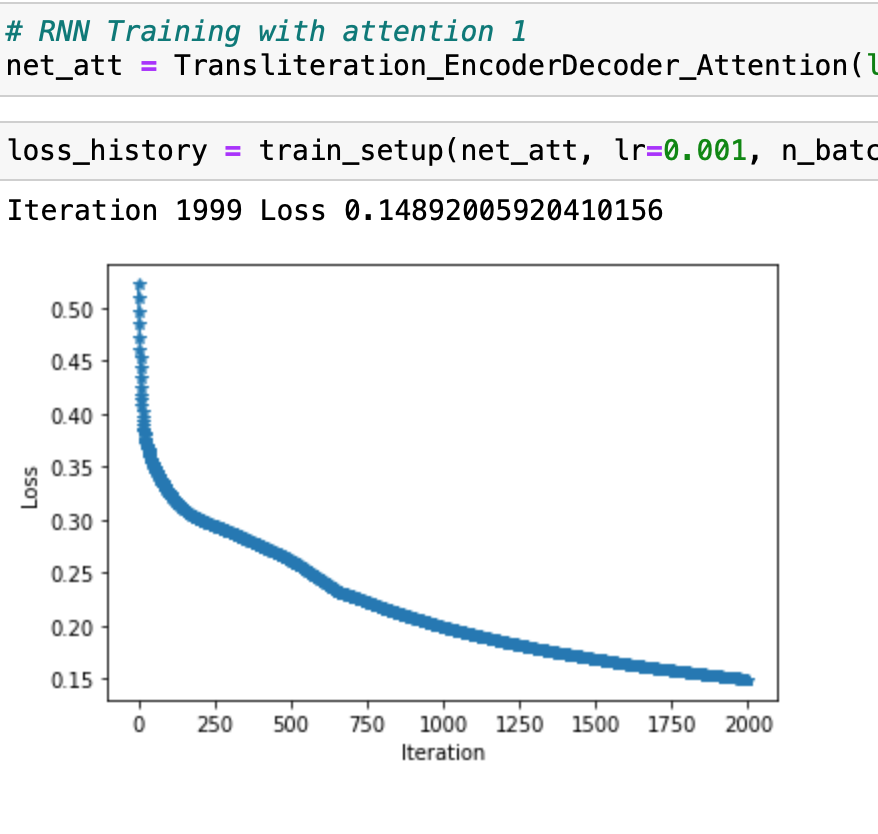 # RNN Training with attention 1
net_att = Transliteration_EncoderDecoder_Attention(
loss_history = train_setup(net_att, lr=0.001, n_batc
Iteration 1999 Loss 0.14892005920410156
0.50
0.45
0.40
0.35
0.30
0.25
0.20
0.15
Loss
0 250 500 750 1000 1250 1500 1750 2000
Iteration